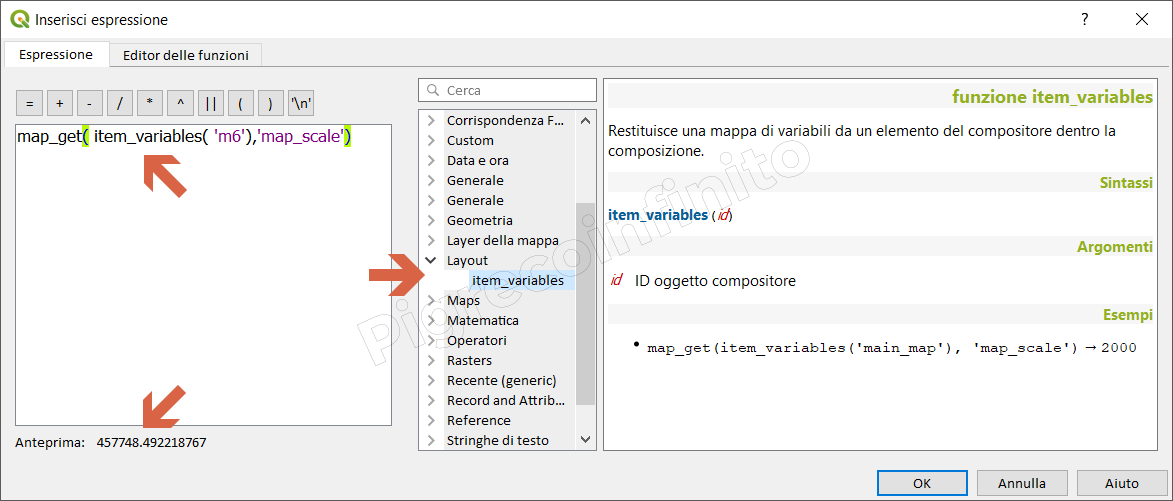 Inserisci espressione
?
Espressione
Editor delle funzioni
= + - / * ^ || ( ) '\n'
map_get( item_variables( 'm6'),'map_scale')
Anteprima: 457748.492218767
Cerca
Corrispondenza F...
Custom
Data e ora
Generale
Generale
Geometria
Layer della mappa
Layout
item_variables
Maps
Matematica
Operatori
Rasters
Recente (generic)
Record and Attrib...
Reference
Stringhe di testo
funzione item_variables
Restituisce una mappa di variabili da un elemento del compositore dentro la
composizione.
Sintassi
item_variables (id)
Argomenti
id ID oggetto compositore
Esempi
• map_get(item_variables('main_map'), 'map_scale') → 2000
Pigrecoinfinito
OK
Annulla
Aiuto